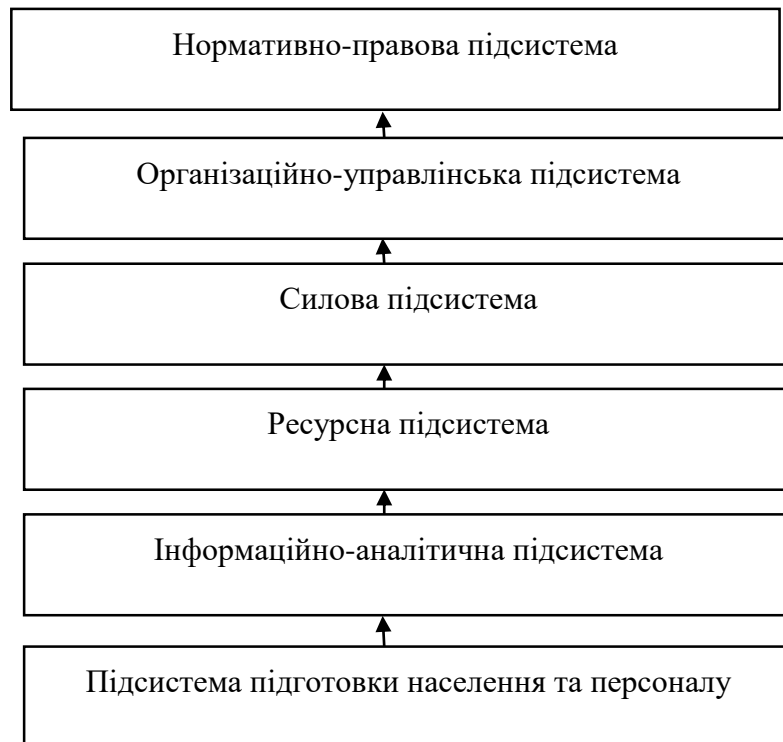 Нормативно-правова підсистема
Організаційно-управлінська підсистема
Силова підсистема
Ресурсна підсистема
Інформаційно-аналітична підсистема
Підсистема підготовки населення та персоналу